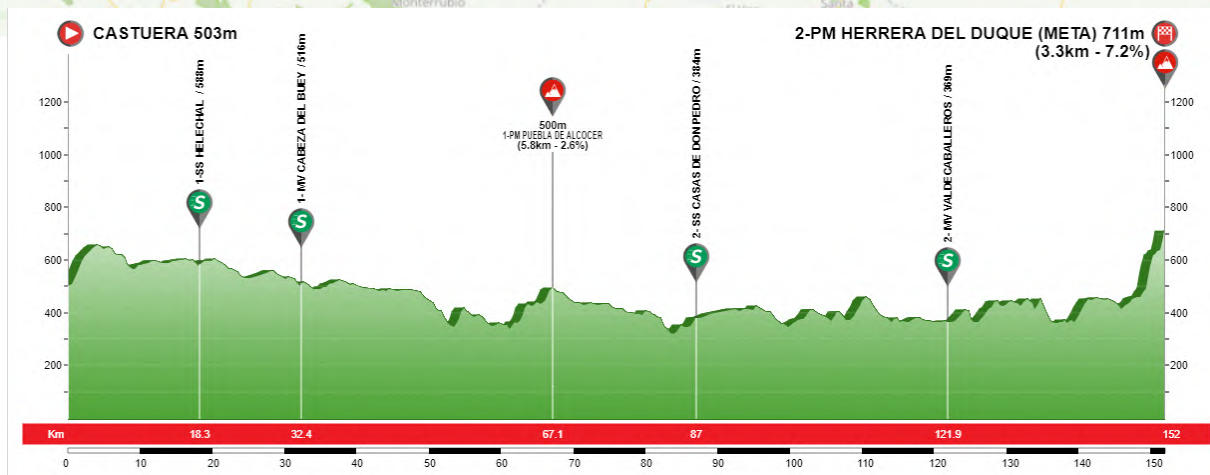 Monterrubio
Santa
CASTUERA 503m
2-PM HERRERA DEL DUQUE (META) 711m
(3.3km - 7.2%)
1-SS HELECHAL / 588m
1- MV CABEZA DEL BUEY / 516m
500m
1-PM PUEBLA DE ALCOCER
(5.8km - 2.6%)
2- SS CASAS DE DON PEDRO / 384m
2- MV VALDECABALLEROS / 369m
S
S
S
S
1200 1200
1000 1000
800 800
600 600
400 400
200 200
Km 18.3 32.4 67.1 87 121.9 152
0 10 20 30 40 50 60 70 80 90 100 110 120 130 140 150